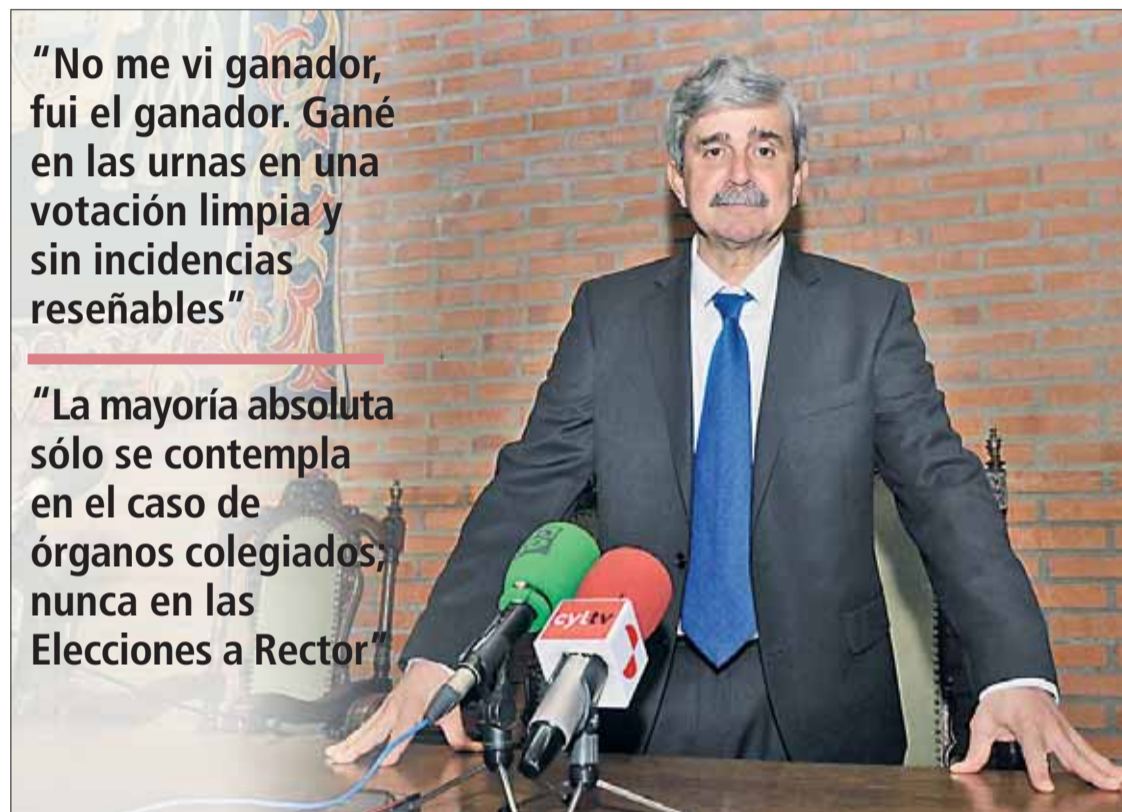 “No me vi ganador,
fui el ganador. Gané
en las urnas en una
votación limpia y
sin incidencias
reseñables”
“La mayoría absoluta
sólo se contempla
en el caso de
órganos colegiados;
nunca en las
Elecciones a Rector”
cyltv